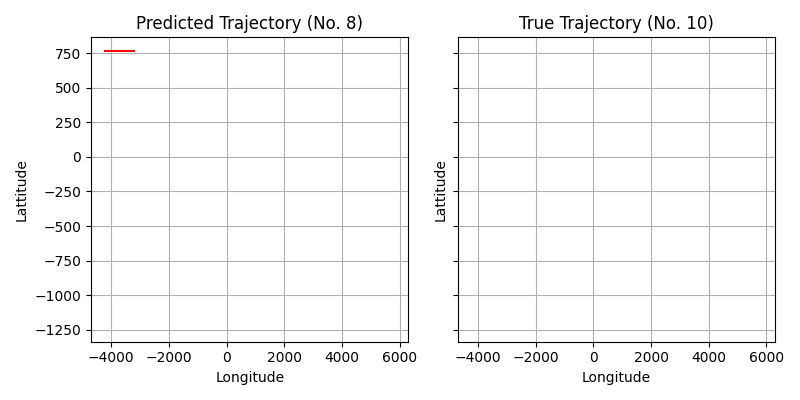 Predicted Trajectory (No. 8)
True Trajectory (No. 10)
750
500
250
0
−250
−500
−750
−1000
−1250
Lattitude
Lattitude
−4000 −2000 0 2000 4000 6000
−4000 −2000 0 2000 4000 6000
Longitude
Longitude